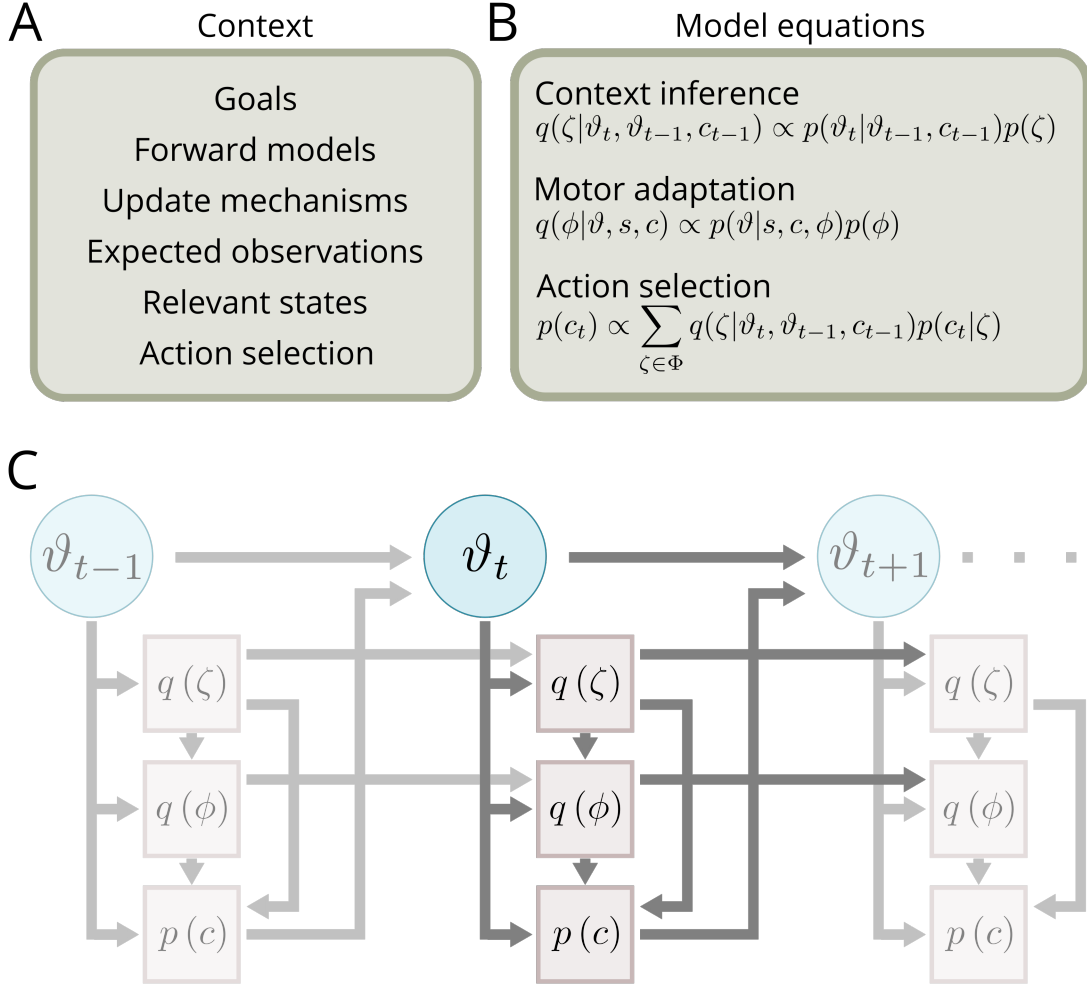 A
Context
Goals
Forward models
Update mechanisms
Expected observations
Relevant states
Action selection
B
Model equations
Context inference
q(ζ|ϑ_t, ϑ_{t−1}, c_{t−1}) ∝ p(ϑ_t|ϑ_{t−1}, c_{t−1})p(ζ)
Motor adaptation
q(ϕ|ϑ, s, c) ∝ p(ϑ|s, c, ϕ)p(ϕ)
Action selection
p(c_t) ∝ ∑_{ζ∈Φ} q(ζ|ϑ_t, ϑ_{t−1}, c_{t−1})p(c_t|ζ)
C
ϑ_{t−1} ϑ_t ϑ_{t+1} . . .
q (ζ) q (ζ) q (ζ)
q (ϕ) q (ϕ) q (ϕ)
p (c) p (c) p (c)